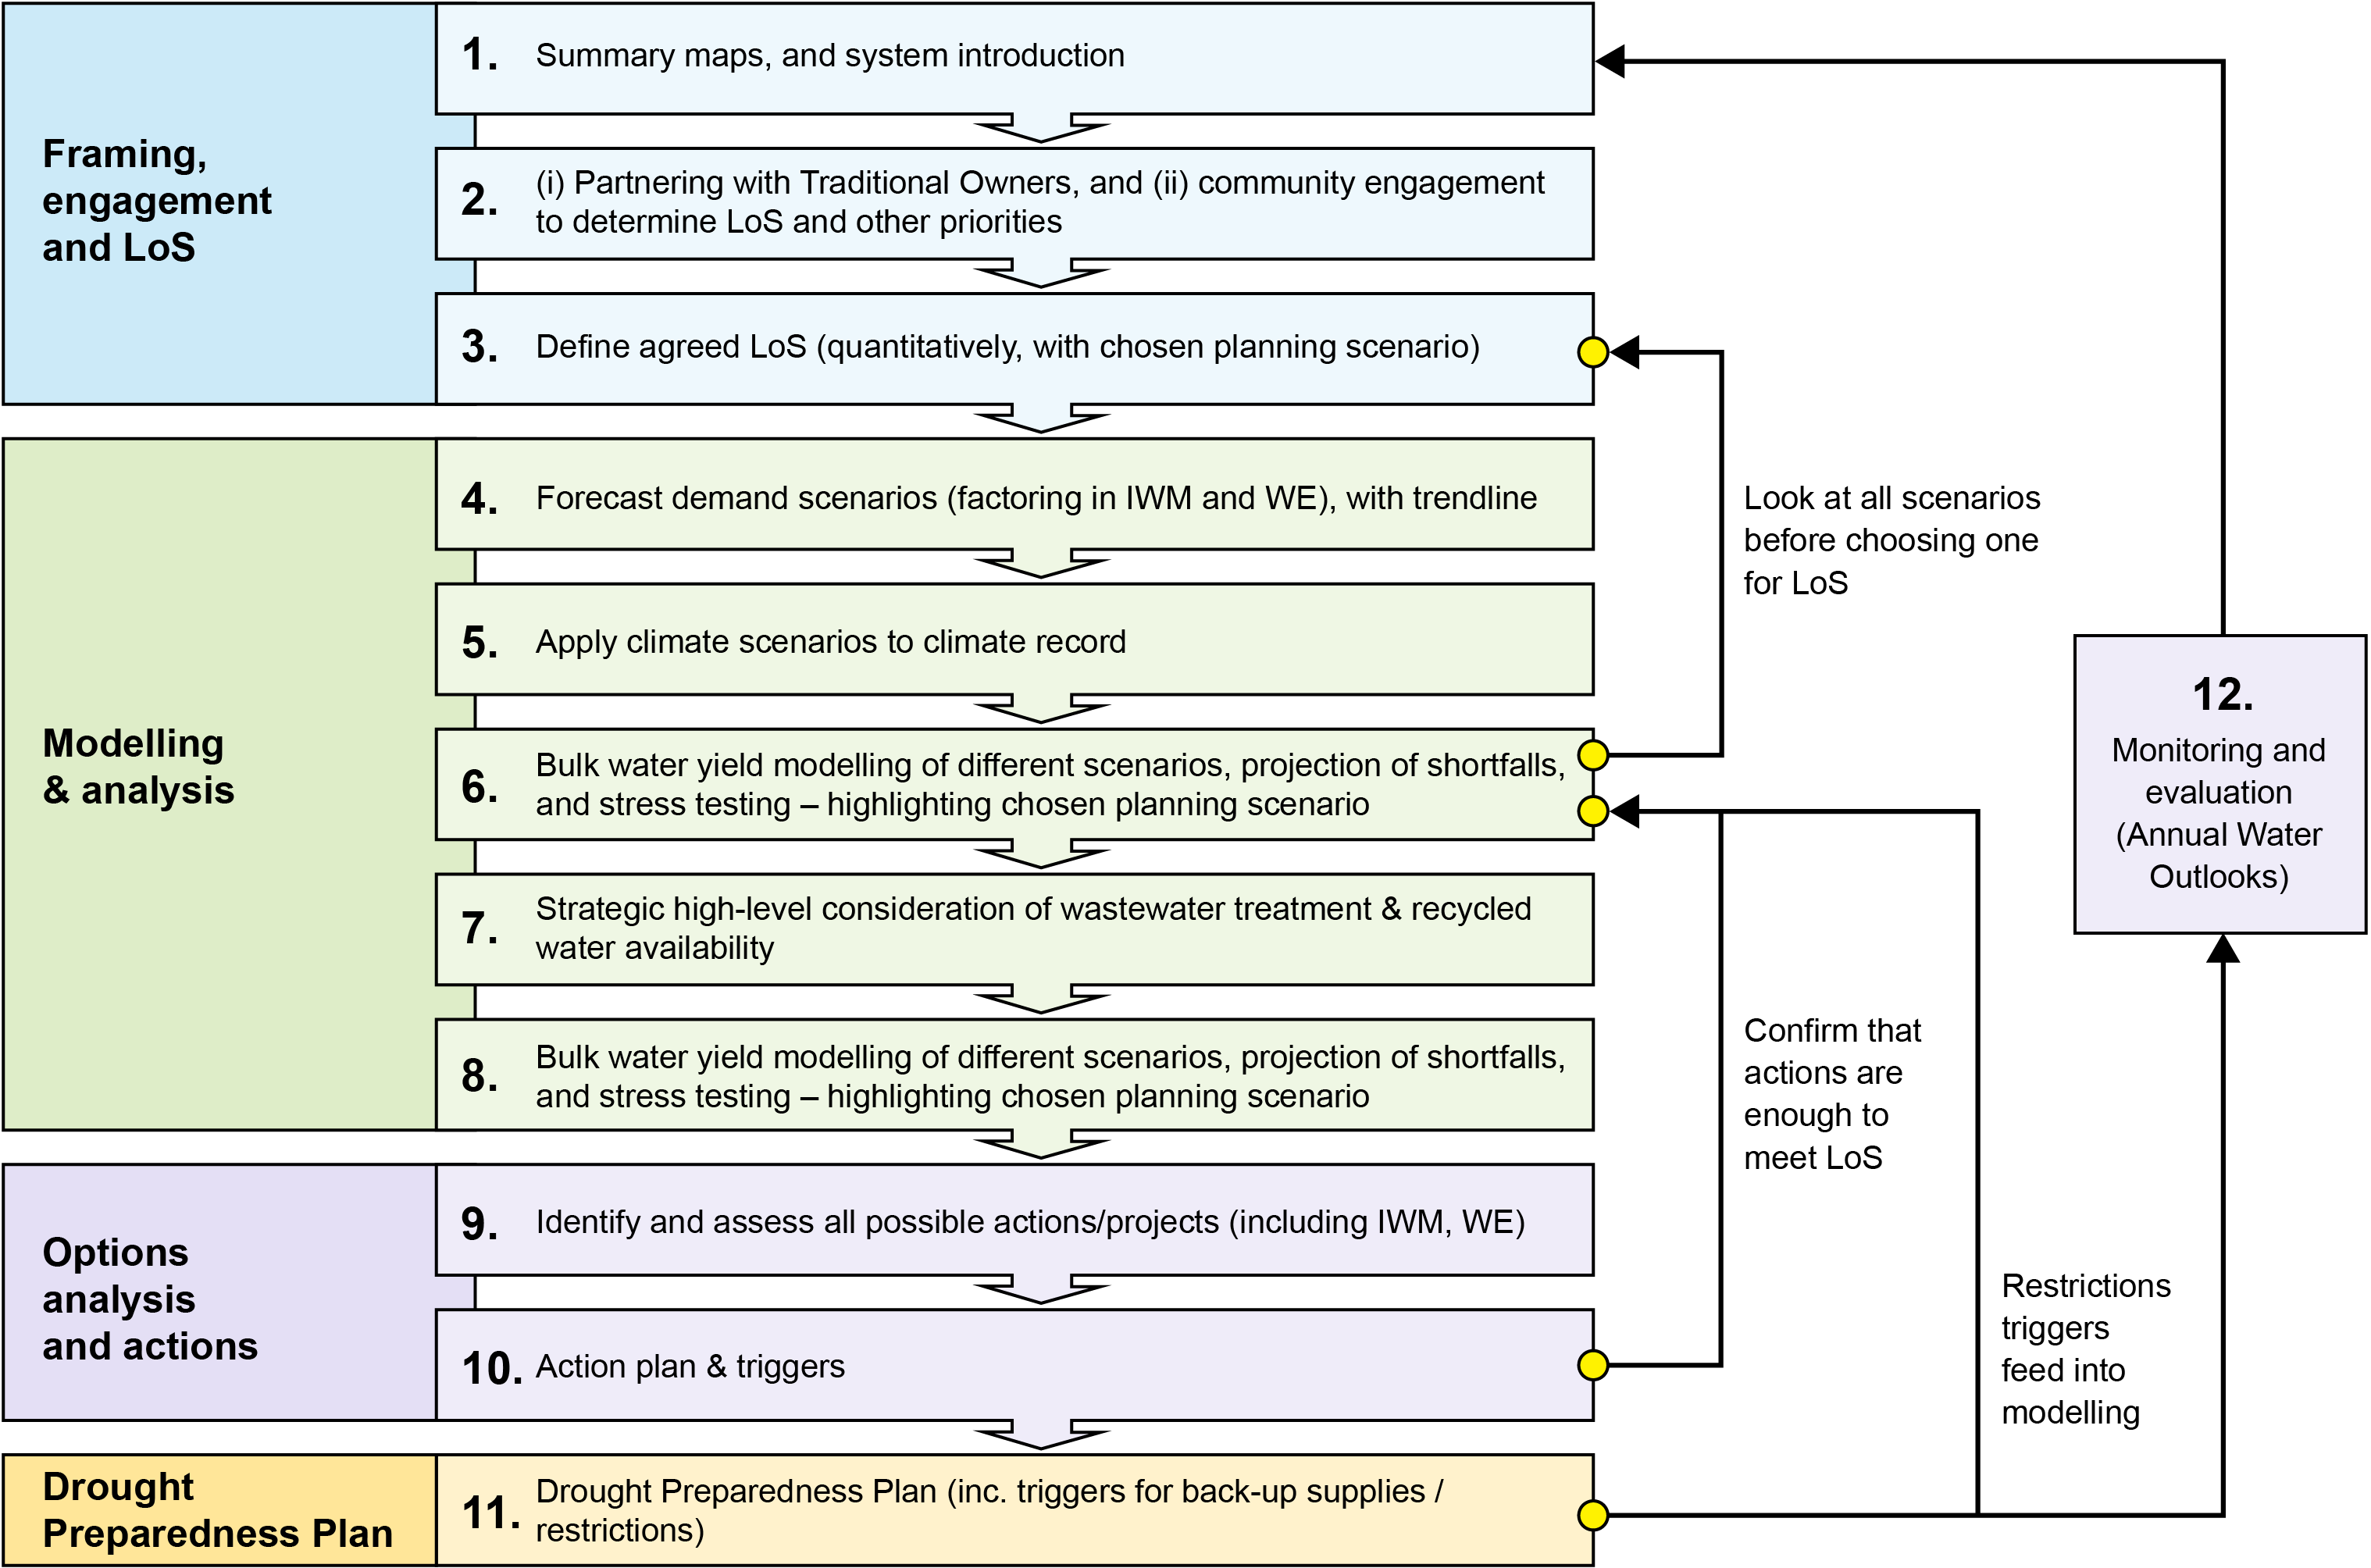 Framing,
engagement
and LoS
1. Summary maps, and system introduction
2. (i) Partnering with Traditional Owners, and (ii) community engagement
to determine LoS and other priorities
3. Define agreed LoS (quantitatively, with chosen planning scenario)
Modelling
& analysis
4. Forecast demand scenarios (factoring in IWM and WE), with trendline
5. Apply climate scenarios to climate record
6. Bulk water yield modelling of different scenarios, projection of shortfalls,
and stress testing – highlighting chosen planning scenario
7. Strategic high-level consideration of wastewater treatment & recycled
water availability
8. Bulk water yield modelling of different scenarios, projection of shortfalls,
and stress testing – highlighting chosen planning scenario
Options
analysis
and actions
9. Identify and assess all possible actions/projects (including IWM, WE)
10. Action plan & triggers
Drought
Preparedness Plan
11. Drought Preparedness Plan (inc. triggers for back-up supplies /
restrictions)
Look at all scenarios
before choosing one
for LoS
Confirm that
actions are
enough to
meet LoS
Restrictions
triggers
feed into
modelling
12.
Monitoring and
evaluation
(Annual Water
Outlooks)